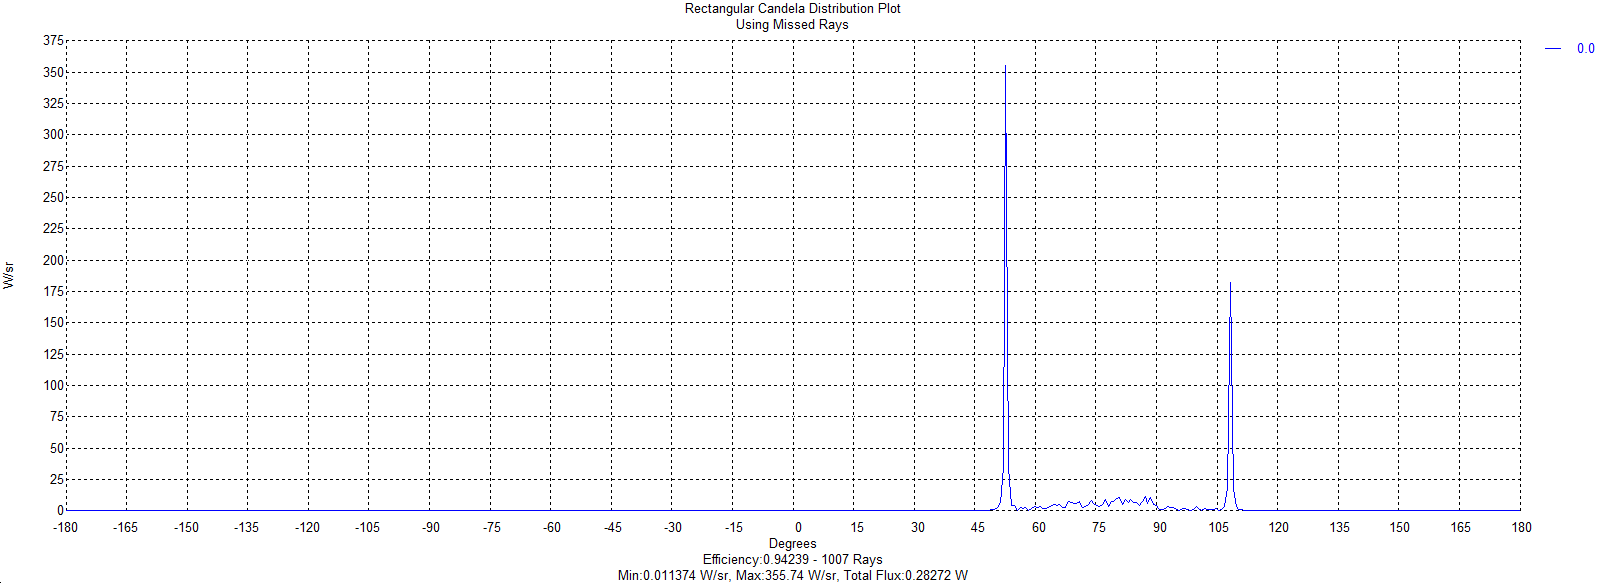 Rectangular Candela Distribution Plot
Using Missed Rays
0.0
375
350
325
300
275
250
225
200
175
150
125
100
75
50
25
0
W/sr
-180 -165 -150 -135 -120 -105 -90 -75 -60 -45 -30 -15 0 15 30 45 60 75 90 105 120 135 150 165 180
Degrees
Efficiency:0.94239 - 1007 Rays
Min:0.011374 W/sr, Max:355.74 W/sr, Total Flux:0.28272 W